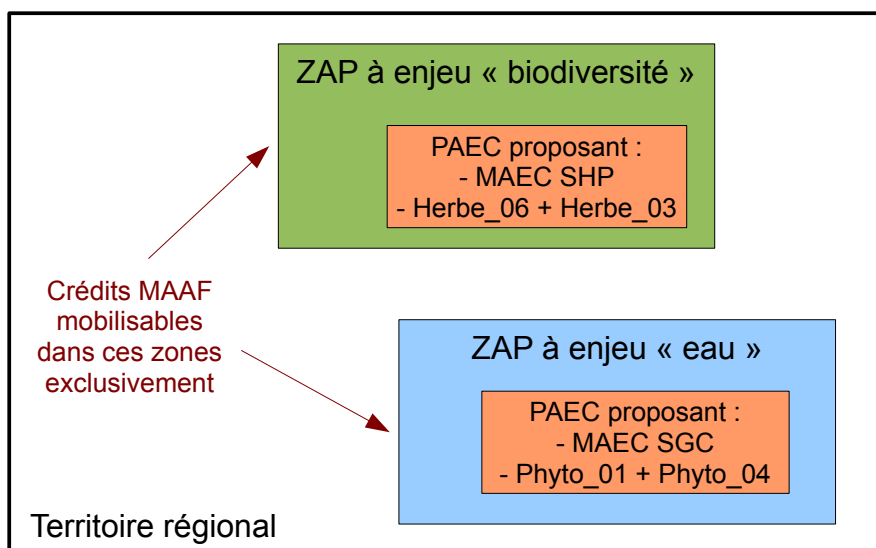 ZAP à enjeu « biodiversité »
PAEC proposant :
- MAEC SHP
- Herbe_06 + Herbe_03
Crédits MAAF
mobilisables
dans ces zones
exclusivement
ZAP à enjeu « eau »
PAEC proposant :
- MAEC SGC
- Phyto_01 + Phyto_04
Territoire régional